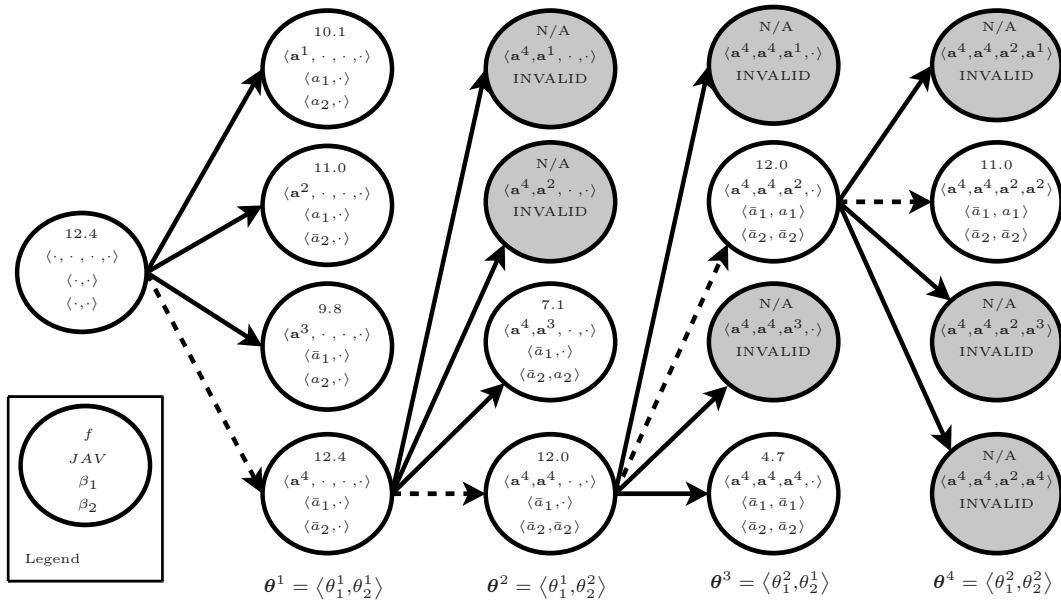 12.4
⟨·, ·, ·,·⟩
⟨·,·⟩
⟨·,·⟩
f
JAV
β₁
β₂
Legend
10.1
⟨a¹, ·, ·,·⟩
⟨a₁,·⟩
⟨a₂,·⟩
11.0
⟨a², ·, ·,·⟩
⟨a₁,·⟩
⟨ā₂,·⟩
9.8
⟨a³, ·, ·,·⟩
⟨ā₁,·⟩
⟨a₂,·⟩
12.4
⟨a⁴, ·, ·,·⟩
⟨ā₁,·⟩
⟨ā₂,·⟩
θ¹ = ⟨θ₁¹,θ₂¹⟩
N/A
⟨a⁴,a¹, ·,·⟩
INVALID
N/A
⟨a⁴,a², ·,·⟩
INVALID
7.1
⟨a⁴,a³, ·,·⟩
⟨ā₁,·⟩
⟨ā₂,a₂⟩
12.0
⟨a⁴,a⁴, ·,·⟩
⟨ā₁,·⟩
⟨ā₂,ā₂⟩
θ² = ⟨θ₁¹,θ₂²⟩
N/A
⟨a⁴,a⁴,a¹,·⟩
INVALID
12.0
⟨a⁴,a⁴,a²,·⟩
⟨ā₁, a₁⟩
⟨ā₂, ā₂⟩
N/A
⟨a⁴,a⁴,a³,·⟩
INVALID
4.7
⟨a⁴,a⁴,a⁴,·⟩
⟨ā₁, ā₁⟩
⟨ā₂, ā₂⟩
θ³ = ⟨θ₁²,θ₂¹⟩
N/A
⟨a⁴,a⁴,a²,a¹⟩
INVALID
11.0
⟨a⁴,a⁴,a²,a²⟩
⟨ā₁, a₁⟩
⟨ā₂, ā₂⟩
N/A
⟨a⁴,a⁴,a²,a³⟩
INVALID
N/A
⟨a⁴,a⁴,a²,a⁴⟩
INVALID
θ⁴ = ⟨θ₁²,θ₂²⟩